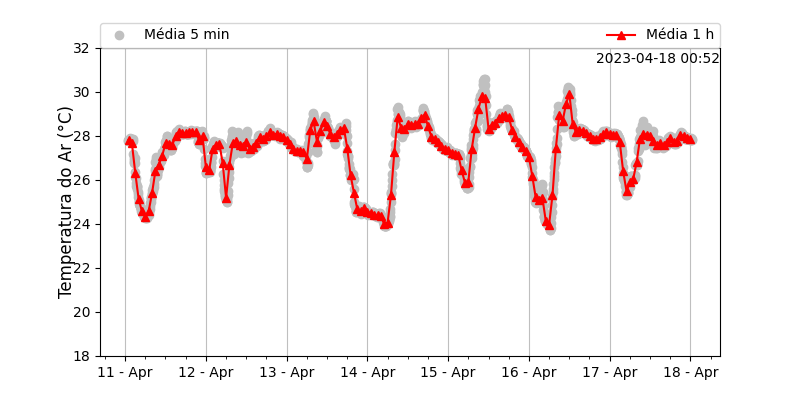 Média 5 min
Média 1 h
2023-04-18 00:52
Temperatura do Ar (°C)
32
30
28
26
24
22
20
18
11 - Apr
12 - Apr
13 - Apr
14 - Apr
15 - Apr
16 - Apr
17 - Apr
18 - Apr